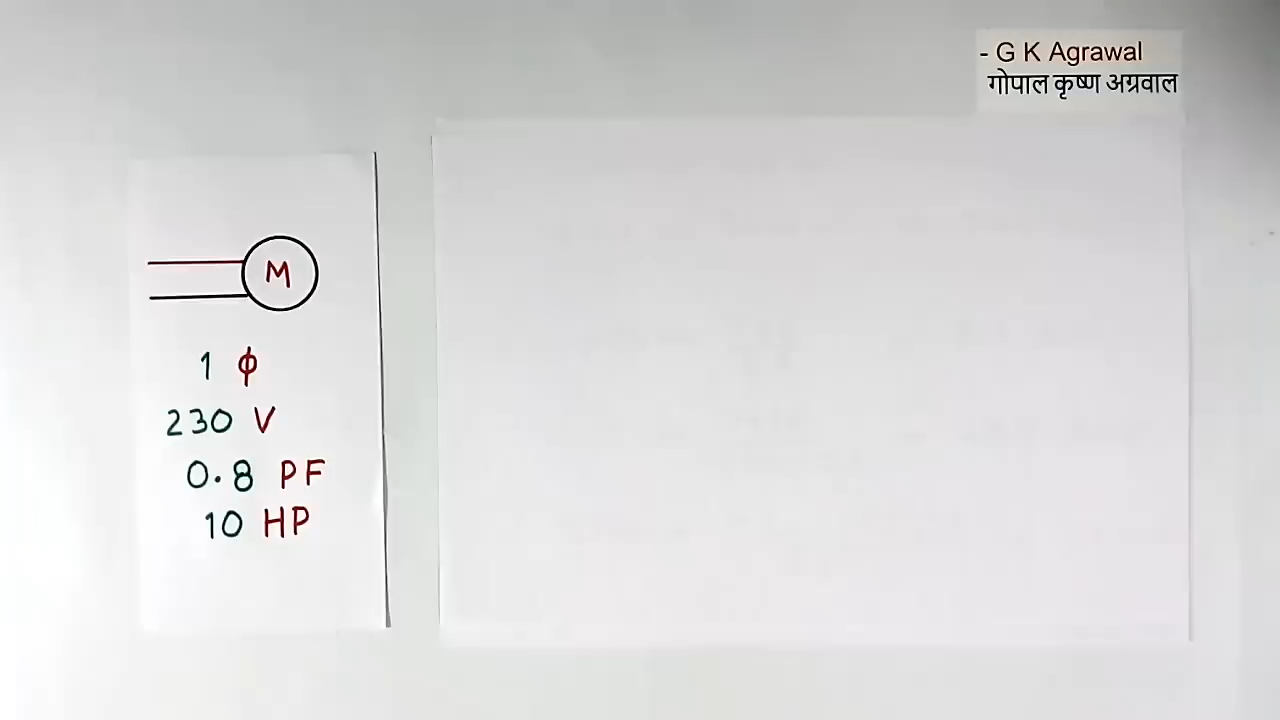 - G K Agrawal
गोपाल कृष्ण अग्रवाल
M
1 ϕ
230 V
0.8 PF
10 HP